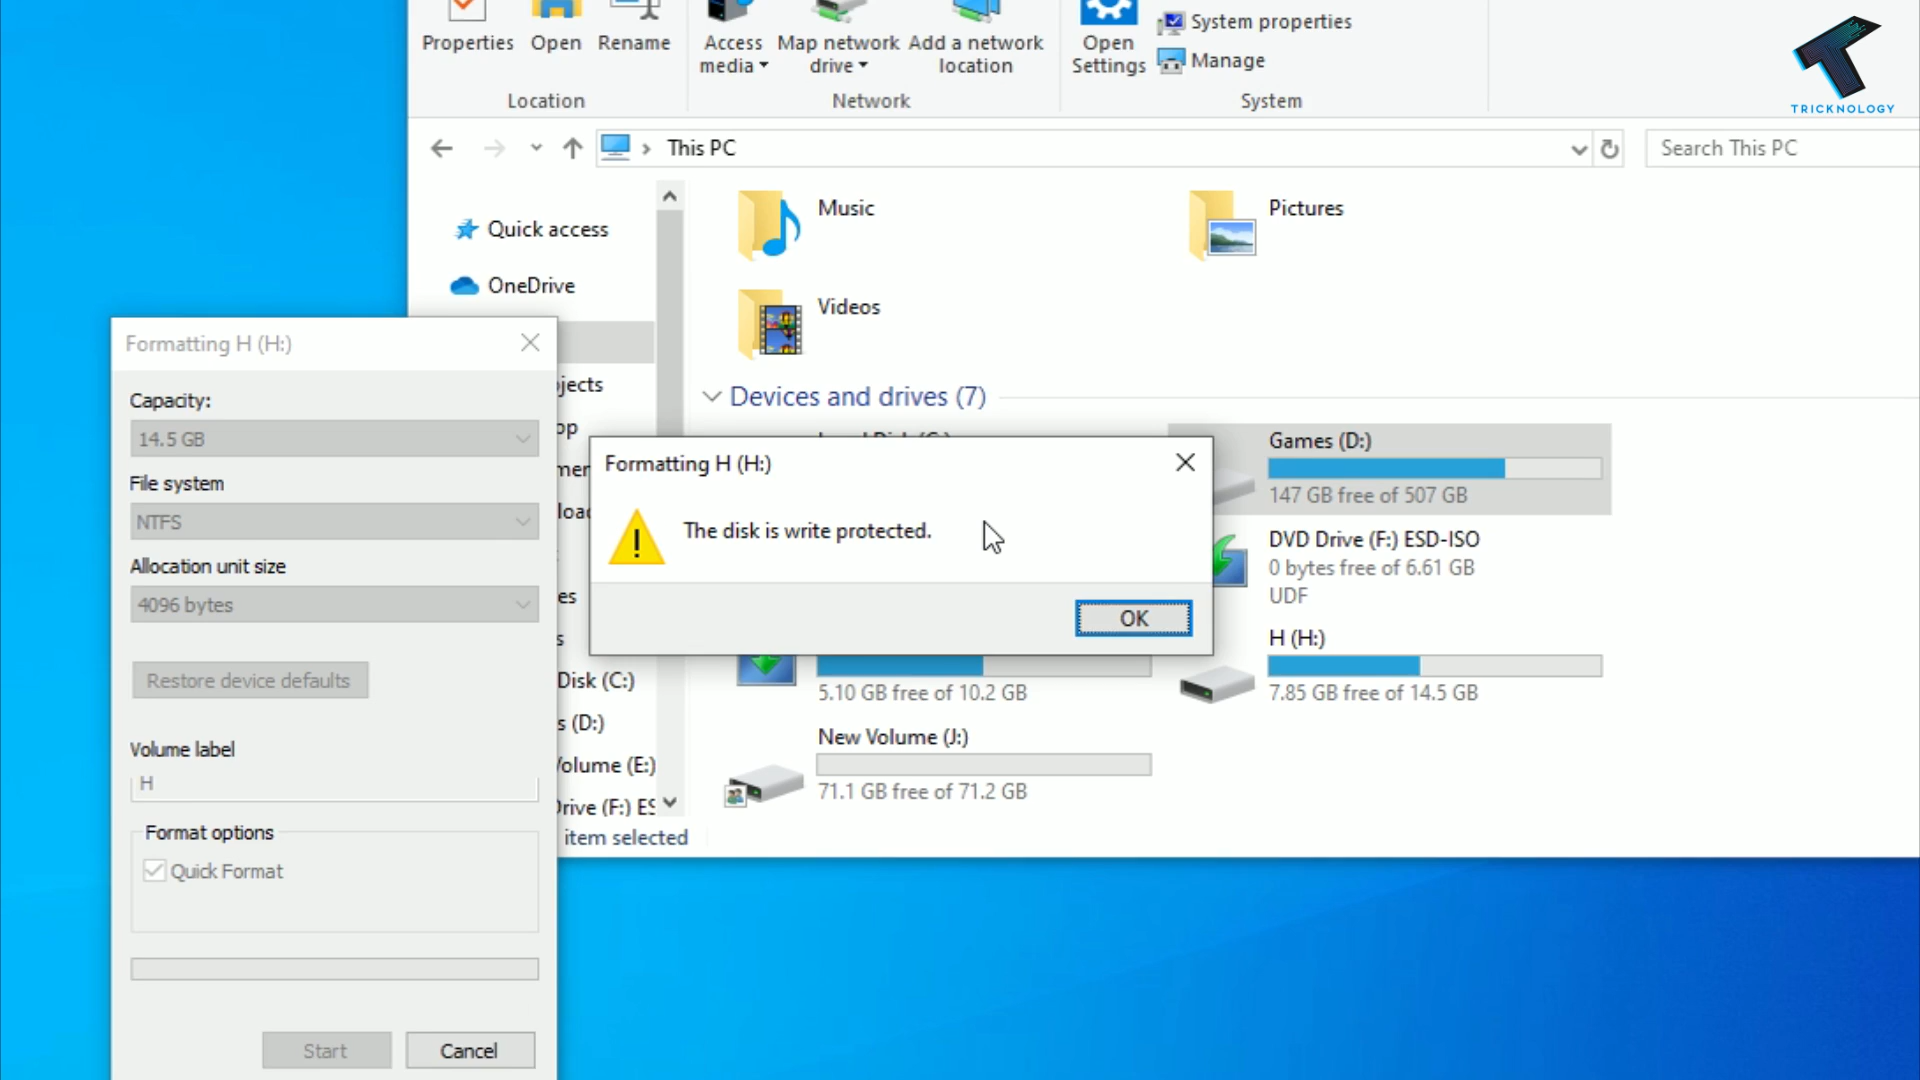 Properties
Open
Rename
Access
media
Map network
drive
Add a network
location
Open
Settings
System properties
Manage
Location
Network
System
TRICKNOLOGY
This PC
Search This PC
Quick access
OneDrive
Music
Pictures
Videos
Devices and drives (7)
Formatting H (H:)
Capacity:
14.5 GB
File system
NTFS
Allocation unit size
4096 bytes
Restore device defaults
Volume label
H
Format options
Quick Format
Start
Cancel
jects
op
mer
loac
es
s
Disk (C:)
s (D:)
Volume (E:)
Drive (F:) ES
item selected
Formatting H (H:)
The disk is write protected.
OK
Games (D:)
147 GB free of 507 GB
DVD Drive (F:) ESD-ISO
0 bytes free of 6.61 GB
UDF
5.10 GB free of 10.2 GB
H (H:)
7.85 GB free of 14.5 GB
New Volume (J:)
71.1 GB free of 71.2 GB